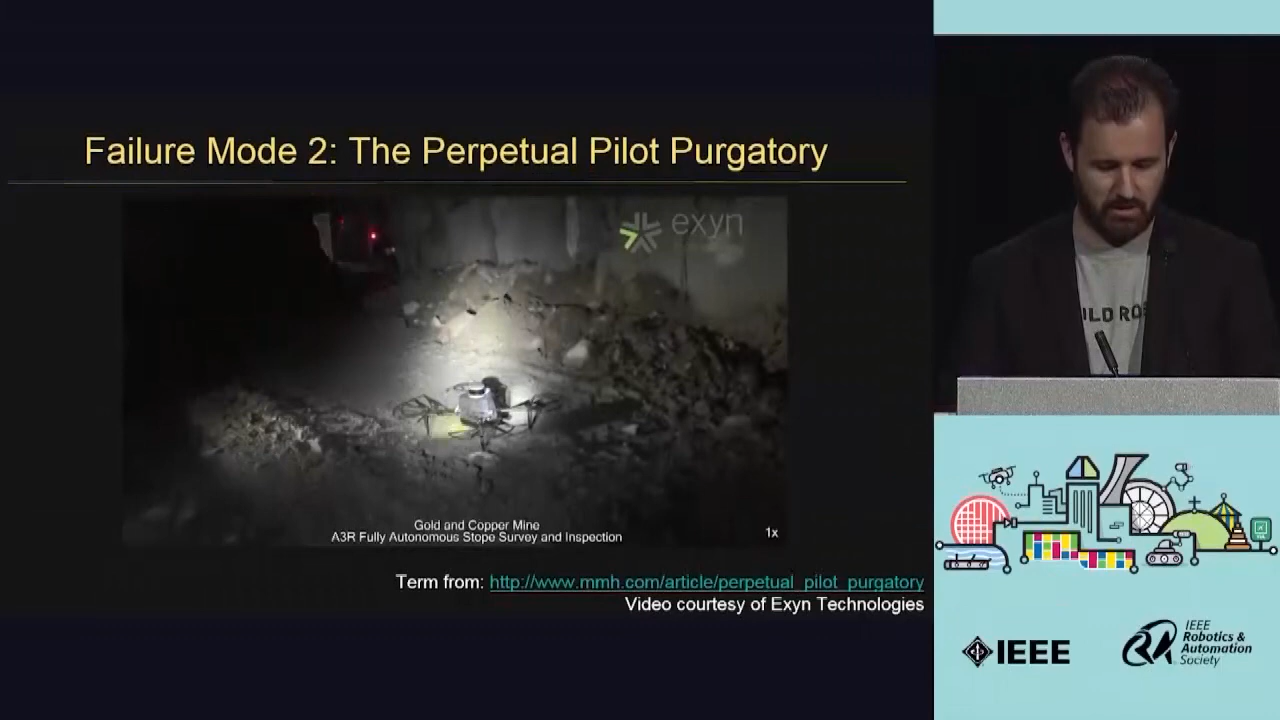 Failure Mode 2: The Perpetual Pilot Purgatory
exyn
Gold and Copper Mine
A3R Fully Autonomous Stope Survey and Inspection
1x
Term from: http://www.mmh.com/article/perpetual_pilot_purgatory
Video courtesy of Exyn Technologies
ILD RO
IEEE
IEEE
Robotics &
Automation
Society